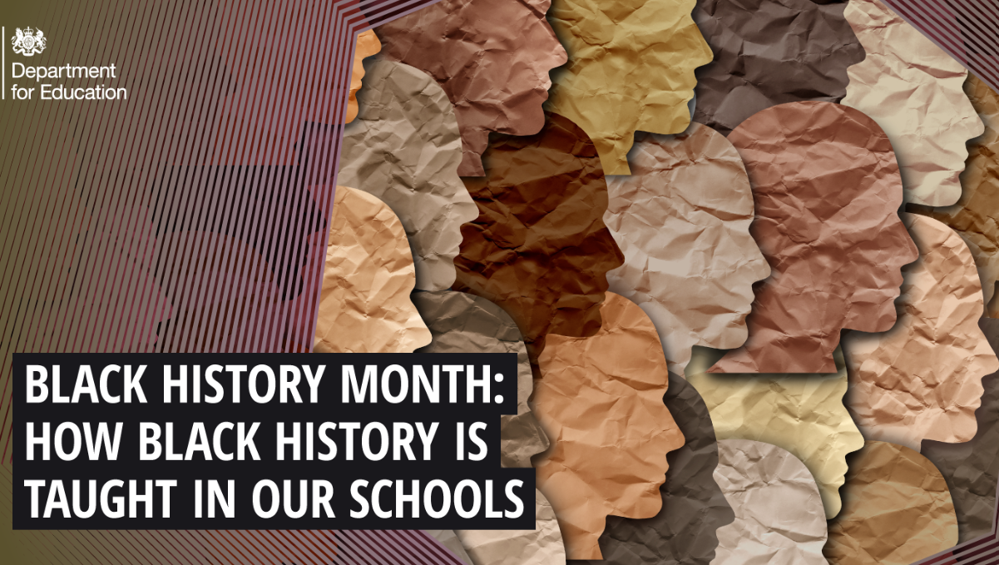 Department
for Education
BLACK HISTORY MONTH:
HOW BLACK HISTORY IS
TAUGHT IN OUR SCHOOLS